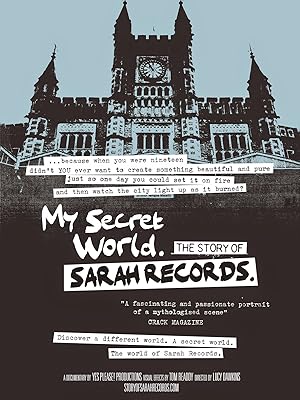 ...because when you were nineteen
didn't YOU ever want to create something beautiful and pure
just so one day you could set it on fire
and then watch the city light up as it burned?
My Secret
World. THE STORY OF
SARAH RECORDS.
"A fascinating and passionate portrait
of a mythologised scene"
CRACK MAGAZINE
Discover a different world. A secret world.
The world of Sarah Records.
A DOCUMENTARY BY YES PLEASE! PRODUCTIONS VISUAL EFFECTS BY TOM READDY DIRECTED BY LUCY DAWKINS
STORYOFSARAHRECORDS.COM